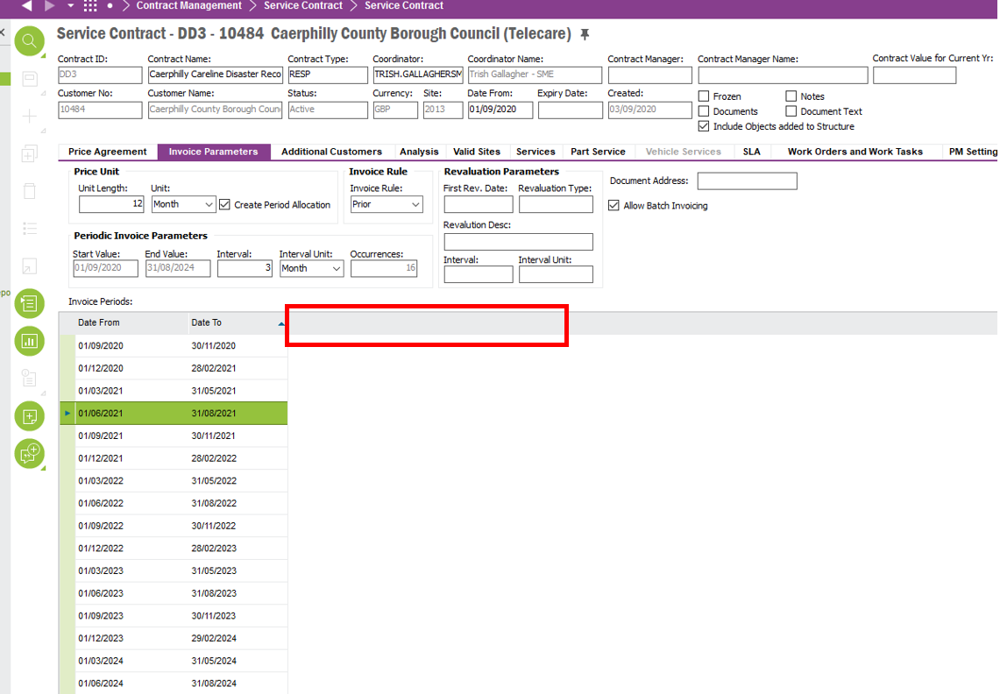 Contract Management > Service Contract > Service Contract
Service Contract - DD3 - 10484 Caerphilly County Borough Council (Telecare)
Contract ID: Contract Name: Contract Type: Coordinator: Coordinator Name: Contract Manager: Contract Manager Name: Contract Value for Current Yr:
DD3 Caerphilly Careline Disaster Reco RESP TRISH.GALLAGHERSM Trish Gallagher - SME
Customer No: Customer Name: Status: Currency: Site: Date From: Expiry Date: Created:
10484 Caerphilly County Borough Coun Active GBP 2013 01/09/2020 03/09/2020
Frozen Notes
Documents Document Text
Include Objects added to Structure
Price Agreement Invoice Parameters Additional Customers Analysis Valid Sites Services Part Service Vehicle Services SLA Work Orders and Work Tasks PM Setting
Price Unit Invoice Rule Revaluation Parameters
Unit Length: Unit: Invoice Rule: First Rev. Date: Revaluation Type: Document Address:
12 Month Create Period Allocation Prior Allow Batch Invoicing
Revalution Desc:
Periodic Invoice Parameters
Start Value: End Value: Interval: Interval Unit: Occurrences: Interval: Interval Unit:
01/09/2020 31/08/2024 3 Month 16
epo
Invoice Periods:
Date From Date To
01/09/2020 30/11/2020
01/12/2020 28/02/2021
01/03/2021 31/05/2021
01/06/2021 31/08/2021
01/09/2021 30/11/2021
01/12/2021 28/02/2022
01/03/2022 31/05/2022
01/06/2022 31/08/2022
01/09/2022 30/11/2022
01/12/2022 28/02/2023
01/03/2023 31/05/2023
01/06/2023 31/08/2023
01/09/2023 30/11/2023
01/12/2023 29/02/2024
01/03/2024 31/05/2024
01/06/2024 31/08/2024